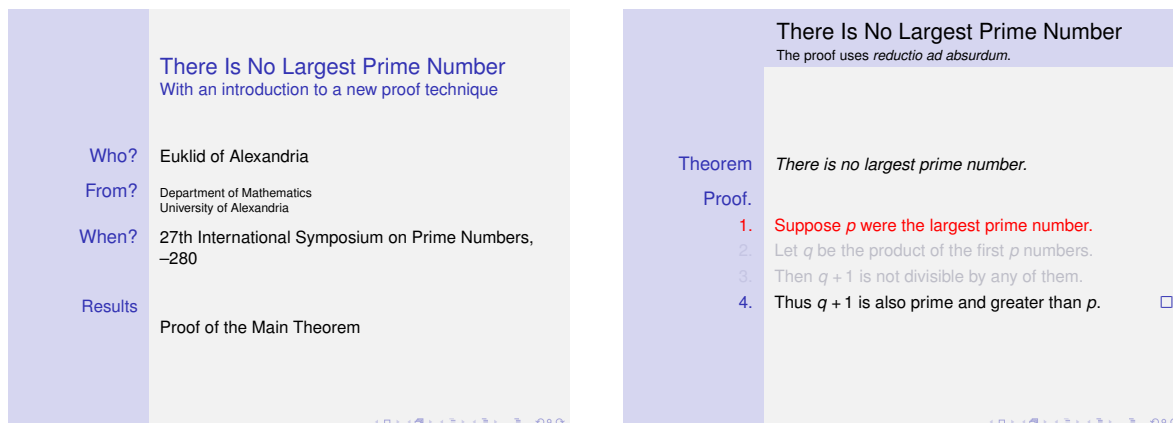 There Is No Largest Prime Number
With an introduction to a new proof technique
Who? Euklid of Alexandria
From? Department of Mathematics
University of Alexandria
When? 27th International Symposium on Prime Numbers,
–280
Results
Proof of the Main Theorem
There Is No Largest Prime Number
The proof uses reductio ad absurdum.
Theorem There is no largest prime number.
Proof.
1. Suppose p were the largest prime number.
2. Let q be the product of the first p numbers.
3. Then q + 1 is not divisible by any of them.
4. Thus q + 1 is also prime and greater than p. □